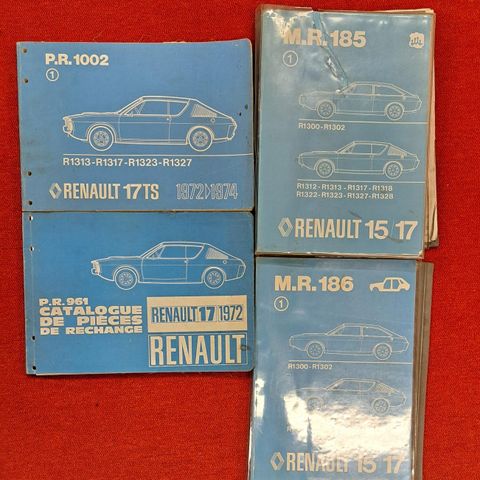 P.R.1002
1
R1313-R1317-R1323-R1327
RENAULT 17TS
1972▷1974
P.R.961
CATALOGUE
DE PIÈCES
DE RECHANGE
RENAULT 17/1972
RENAULT
M.R.185
1
R1300-R1302
R1312-R1313-R1317-R1318
R1322-R1323-R1327-R1328
RENAULT 15/17
M.R.186
1
R1300-R1302
RENAULT 15/17